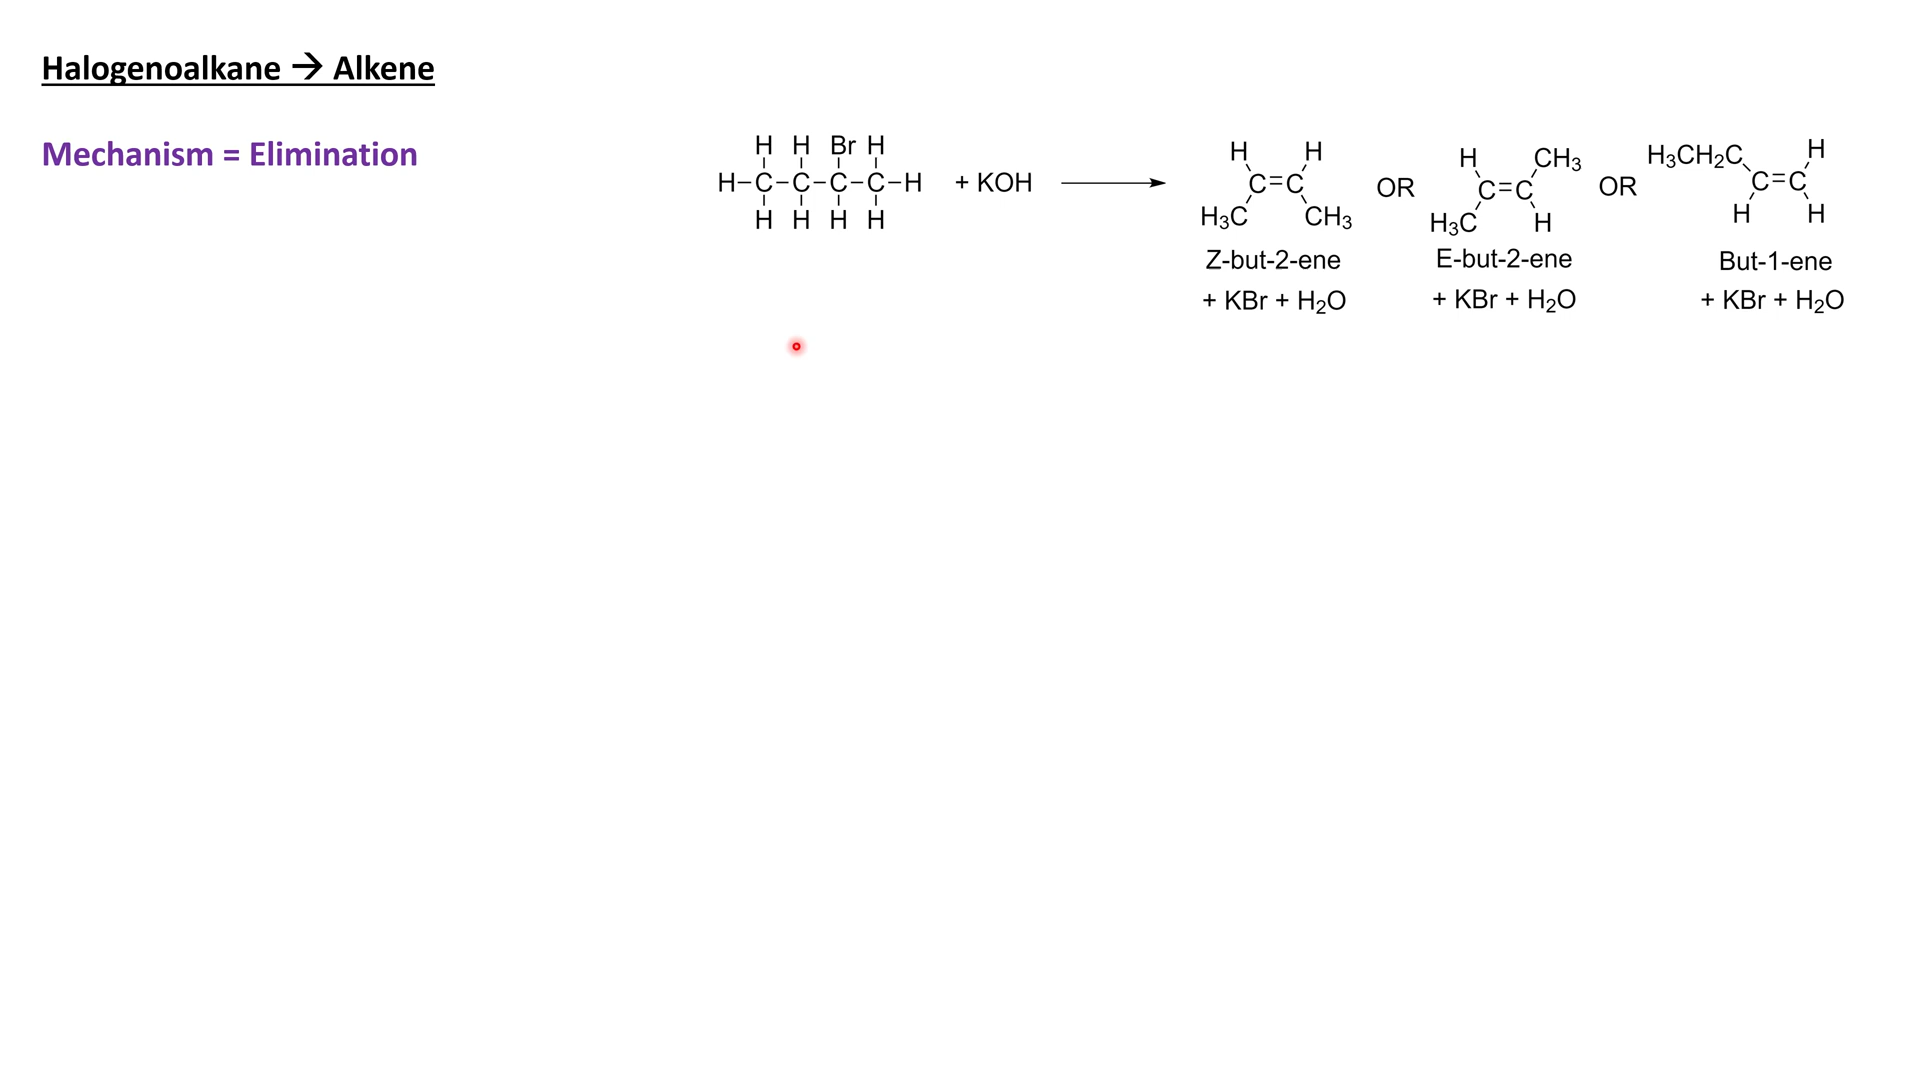 Halogenoalkane → Alkene
Mechanism = Elimination
H H Br H
H-C-C-C-C-H + KOH
H H H H
H H
C=C
H₃C CH₃
Z-but-2-ene
+ KBr + H₂O
OR
H CH₃
C=C
H₃C H
E-but-2-ene
+ KBr + H₂O
OR
H₃CH₂C H
C=C
H H
But-1-ene
+ KBr + H₂O